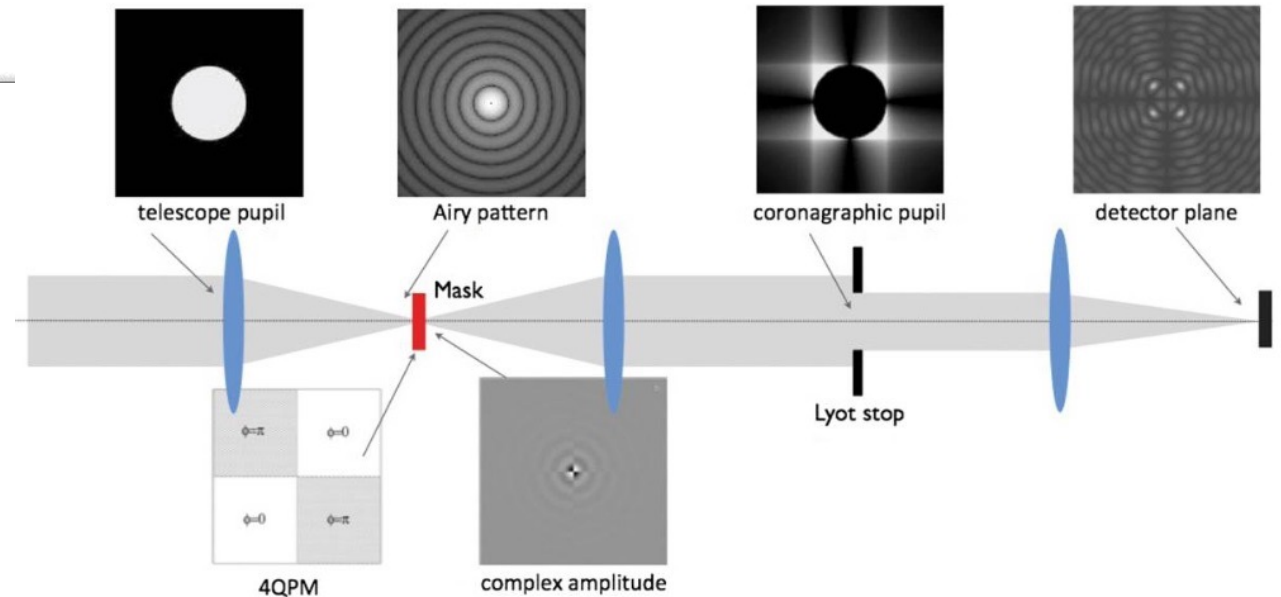 telescope pupil
Airy pattern
coronagraphic pupil
detector plane
Mask
Lyot stop
ϕ=π
ϕ=0
ϕ=0
ϕ=π
4QPM
complex amplitude